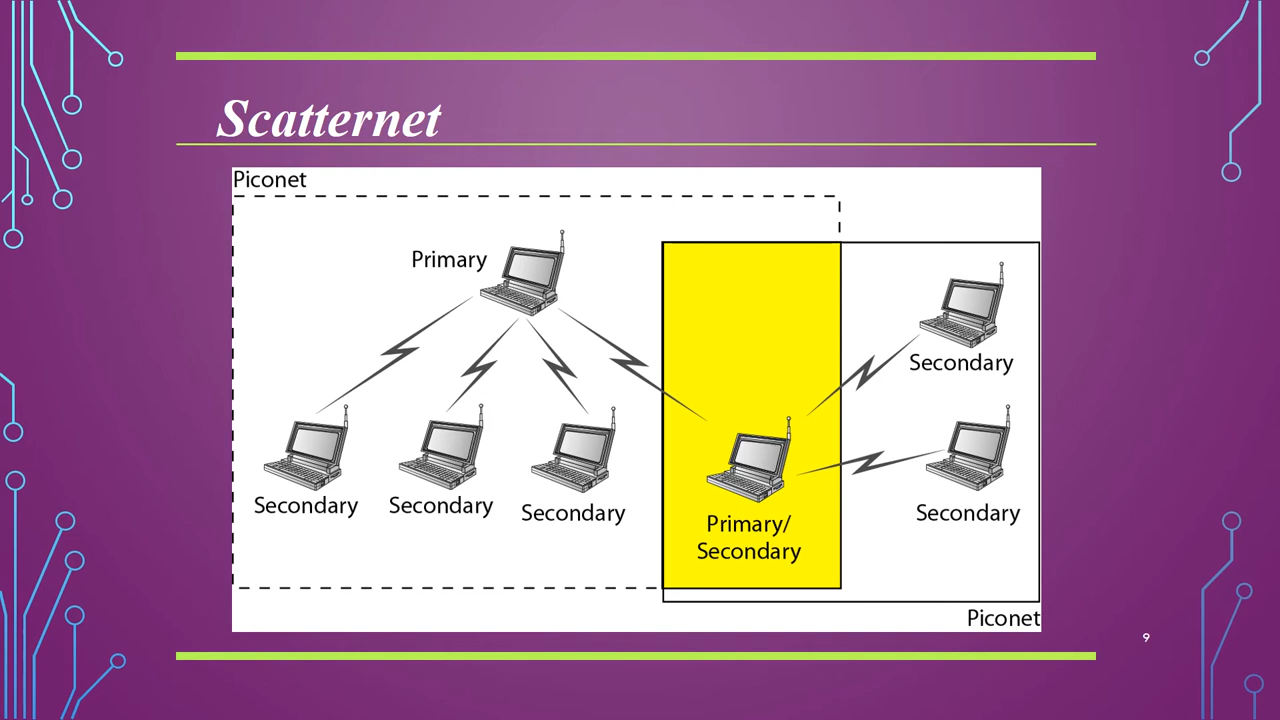 Scatternet
Piconet
Primary
Secondary
Secondary
Secondary
Secondary
Primary/
Secondary
Secondary
Piconet
9